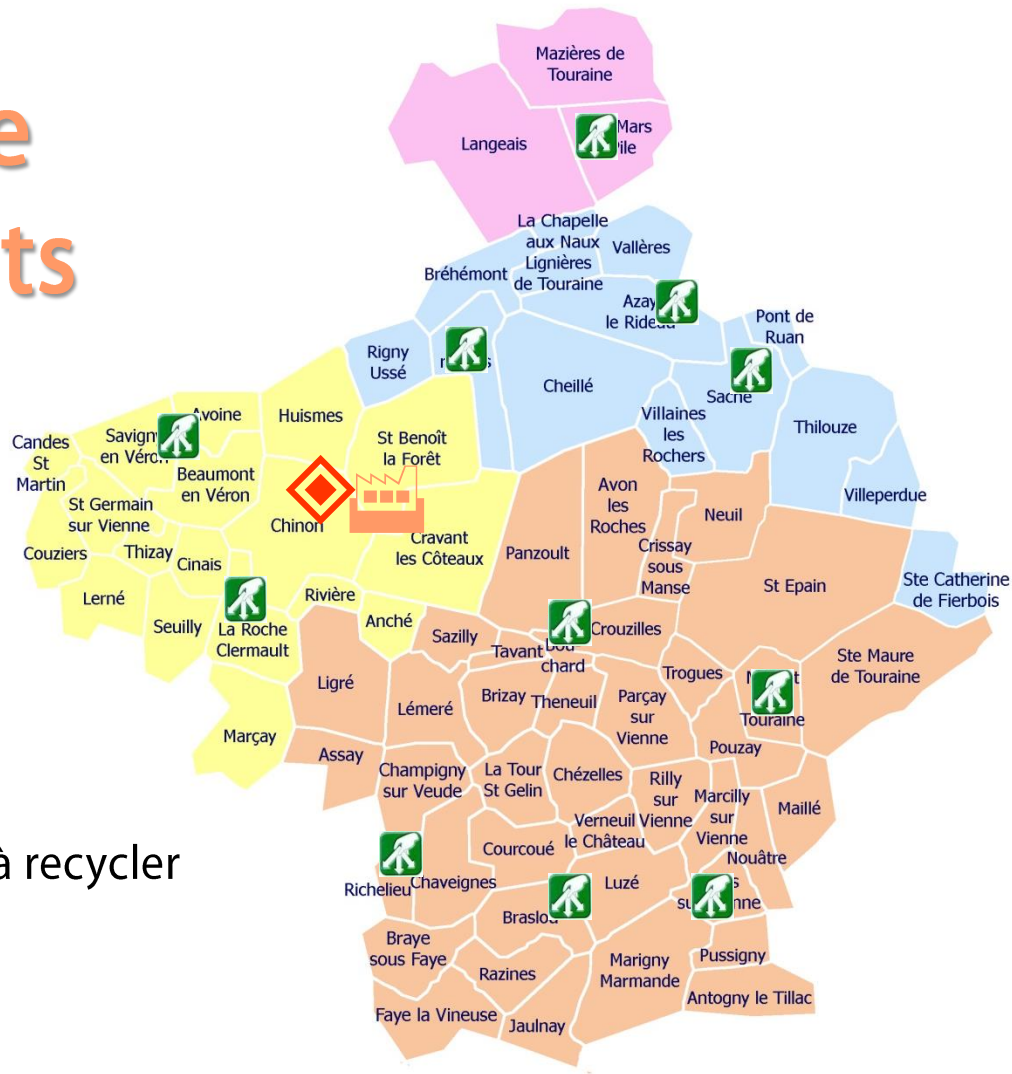 e
ts
à recycler
Mazières de
Touraine
Langeais
Mars
La Chapelle
aux Naux
Vallères
Bréhémont
Lignières
de Touraine
Azay
le Rideau
Pont de
Ruan
Rigny
Ussé
Cheillé
Saché
Villaines
les
Rochers
Thilouze
Villeperdue
Ste Catherine
de Fierbois
Huismes
Avoine
St Benoît
la Forêt
Candes
St
Martin
Savigny
en Véron
Beaumont
en Véron
St Germain
sur Vienne
Chinon
Cravant
les Côteaux
Couziers
Thizay
Cinais
Lerné
Seuilly
La Roche
Clermault
Rivière
Anché
Marçay
Avon
les
Roches
Neuil
Panzoult
Crissay
sous
Manse
St Epain
Crouzilles
Sazilly
Tavant
chard
Trogues
Ste Maure
de Touraine
Ligré
Lémeré
Brizay
Theneuil
Parçay
sur
Vienne
Touraine
Pouzay
Assay
Champigny
sur Veude
La Tour
St Gelin
Chézelles
Rilly
sur
Vienne
Marcilly
sur
Vienne
Maillé
Verneuil
le Château
Courcoué
Nouâtre
Richelieu
Chaveignes
Luzé
Braslou
Braye
sous Faye
Razines
Marigny
Marmande
Pussigny
Antogny le Tillac
Faye la Vineuse
Jaulnay